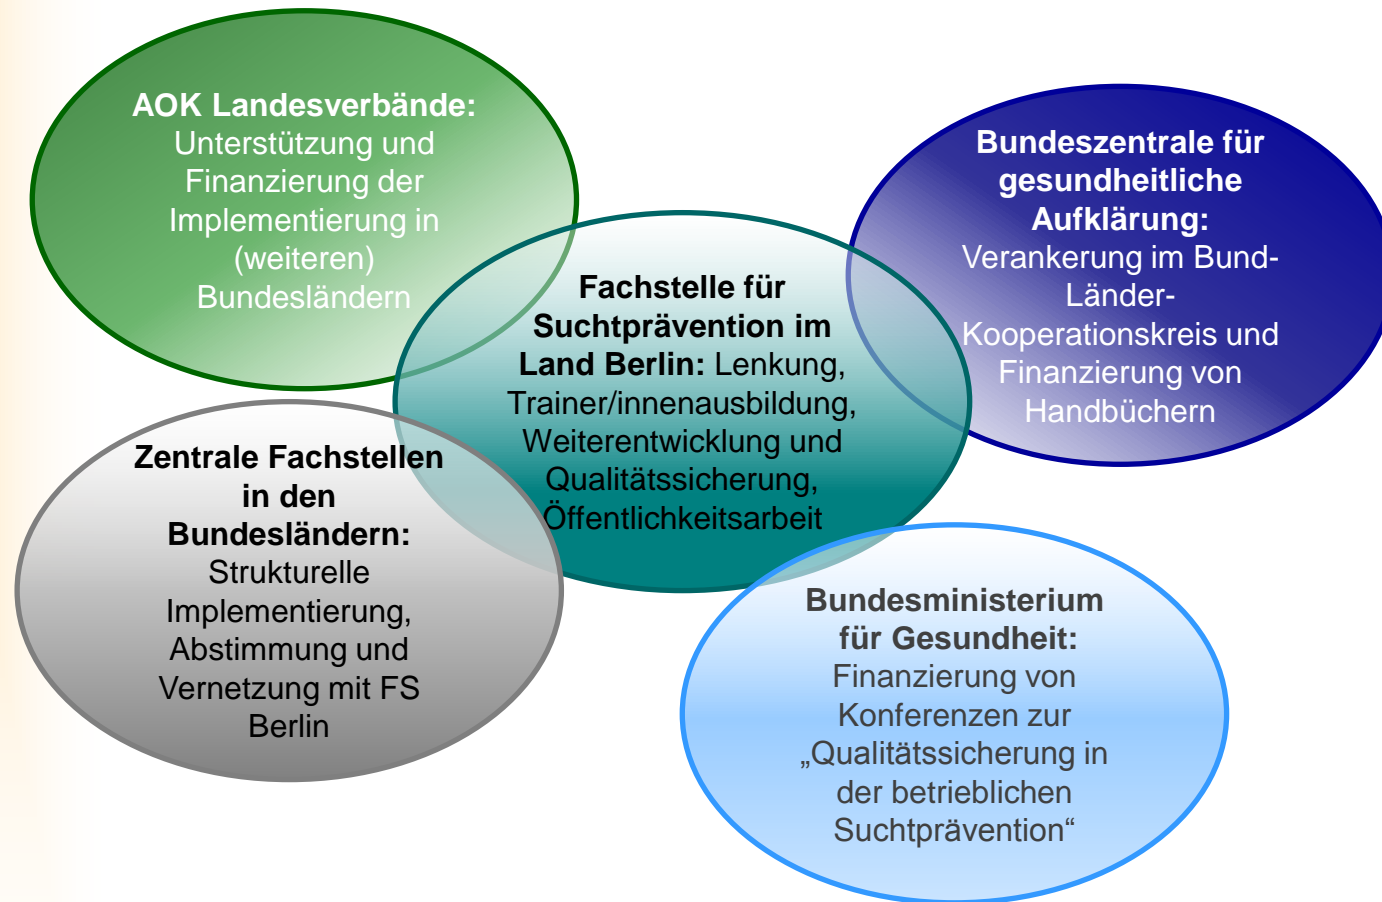 AOK Landesverbände:
Unterstützung und
Finanzierung der
Implementierung in
(weiteren)
Bundesländern
Bundeszentrale für
gesundheitliche
Aufklärung:
Verankerung im Bund-
Länder-
Kooperationskreis und
Finanzierung von
Handbüchern
Fachstelle für
Suchtprävention im
Land Berlin: Lenkung,
Trainer/innenausbildung,
Weiterentwicklung und
Qualitätssicherung,
Öffentlichkeitsarbeit
Zentrale Fachstellen
in den
Bundesländern:
Strukturelle
Implementierung,
Abstimmung und
Vernetzung mit FS
Berlin
Bundesministerium
für Gesundheit:
Finanzierung von
Konferenzen zur
„Qualitätssicherung in
der betrieblichen
Suchtprävention“